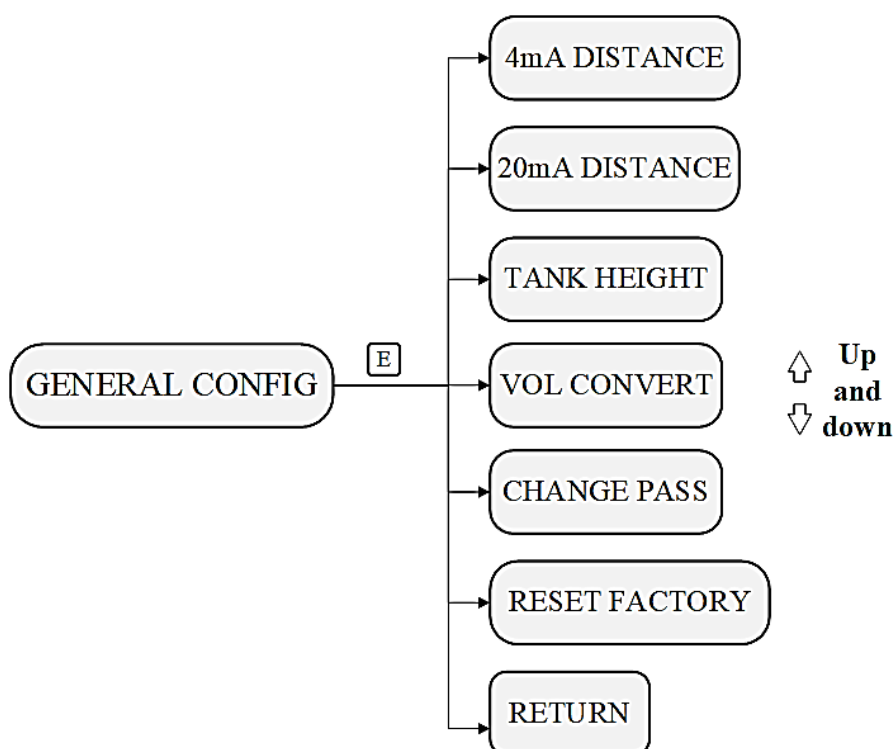 4mA DISTANCE
20mA DISTANCE
TANK HEIGHT
GENERAL CONFIG
E
VOL CONVERT
Up
and
down
CHANGE PASS
RESET FACTORY
RETURN